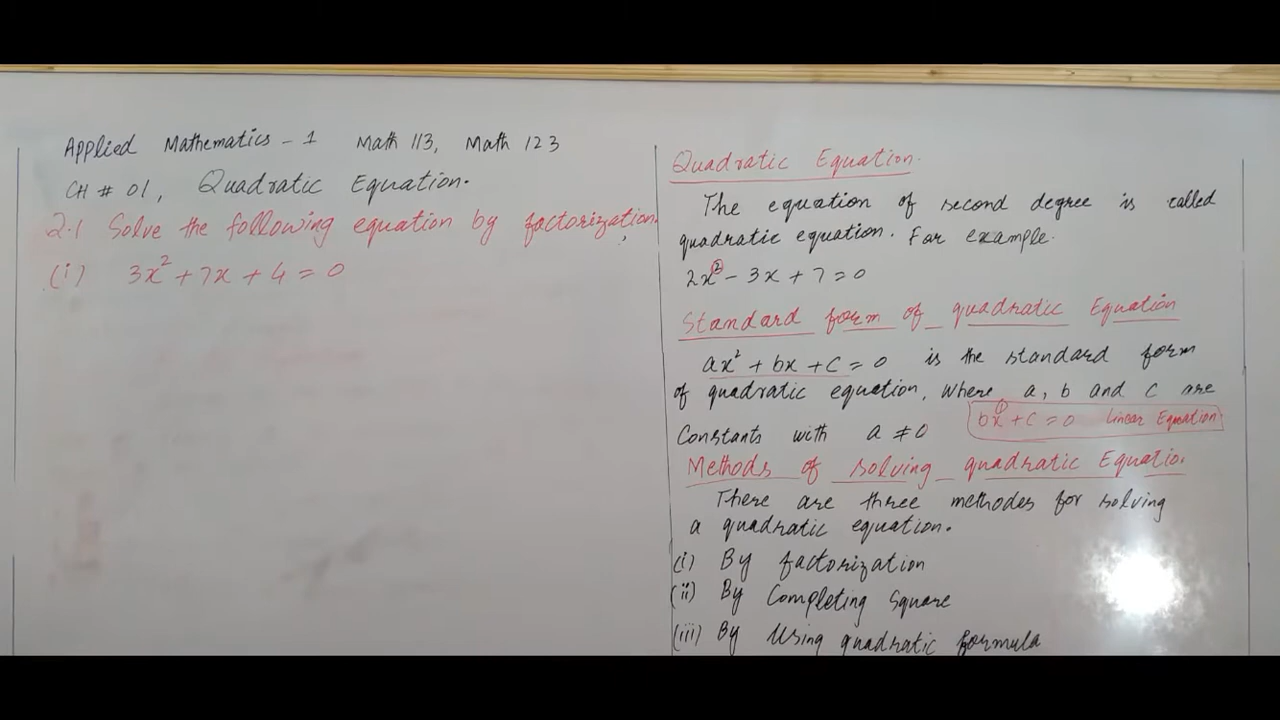 Applied Mathematics - 1 Math 113, Math 123
CH # 01, Quadratic Equation.
2.1 Solve the following equation by factorization.
(i) 3x² + 7x + 4 = 0
Quadratic Equation.
The equation of second degree is called
quadratic equation. For example.
2x² - 3x + 7 = 0
Standard form of quadratic Equation
ax² + bx + c = 0 is the standard form
of quadratic equation, Where a, b and c are
Constants with a ≠ 0
bx¹ + c = 0 linear Equation
Methods of solving quadratic Equatio.
There are three methodes for solving
a quadratic equation.
(i) By factorization
(ii) By Completing Square
(iii) By Using quadratic formula